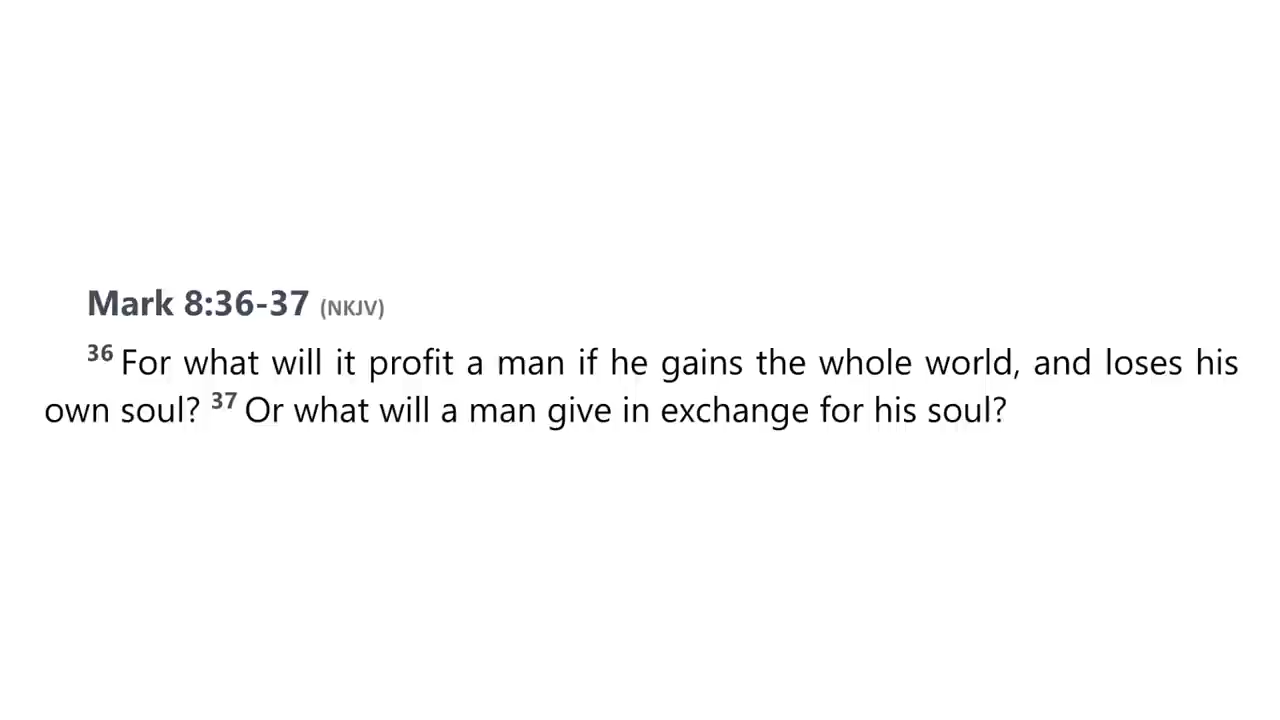 Mark 8:36-37 (NKJV)
36 For what will it profit a man if he gains the whole world, and loses his
own soul? 37 Or what will a man give in exchange for his soul?